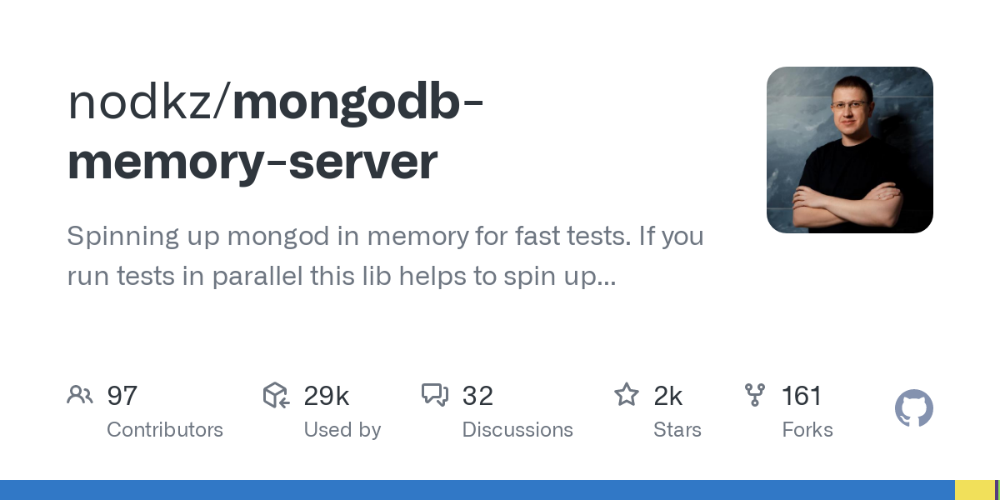 nodkz/mongodb-
memory-server
Spinning up mongod in memory for fast tests. If you
run tests in parallel this lib helps to spin up...
97
Contributors
29k
Used by
32
Discussions
2k
Stars
161
Forks